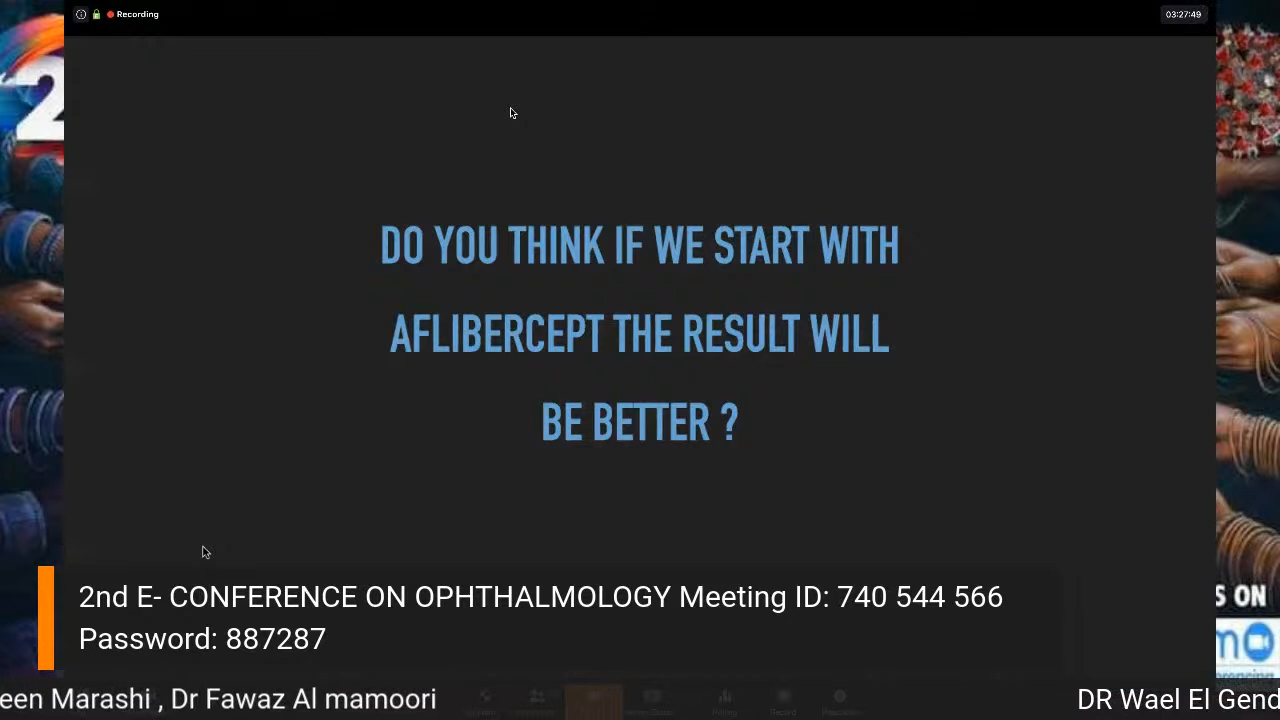 Recording
03:27:49
2
DO YOU THINK IF WE START WITH
AFLIBERCEPT THE RESULT WILL
BE BETTER ?
2nd E- CONFERENCE ON OPHTHALMOLOGY Meeting ID: 740 544 566
Password: 887287
S ON
m
een Marashi , Dr Fawaz Al mamoori
DR Wael El Gend